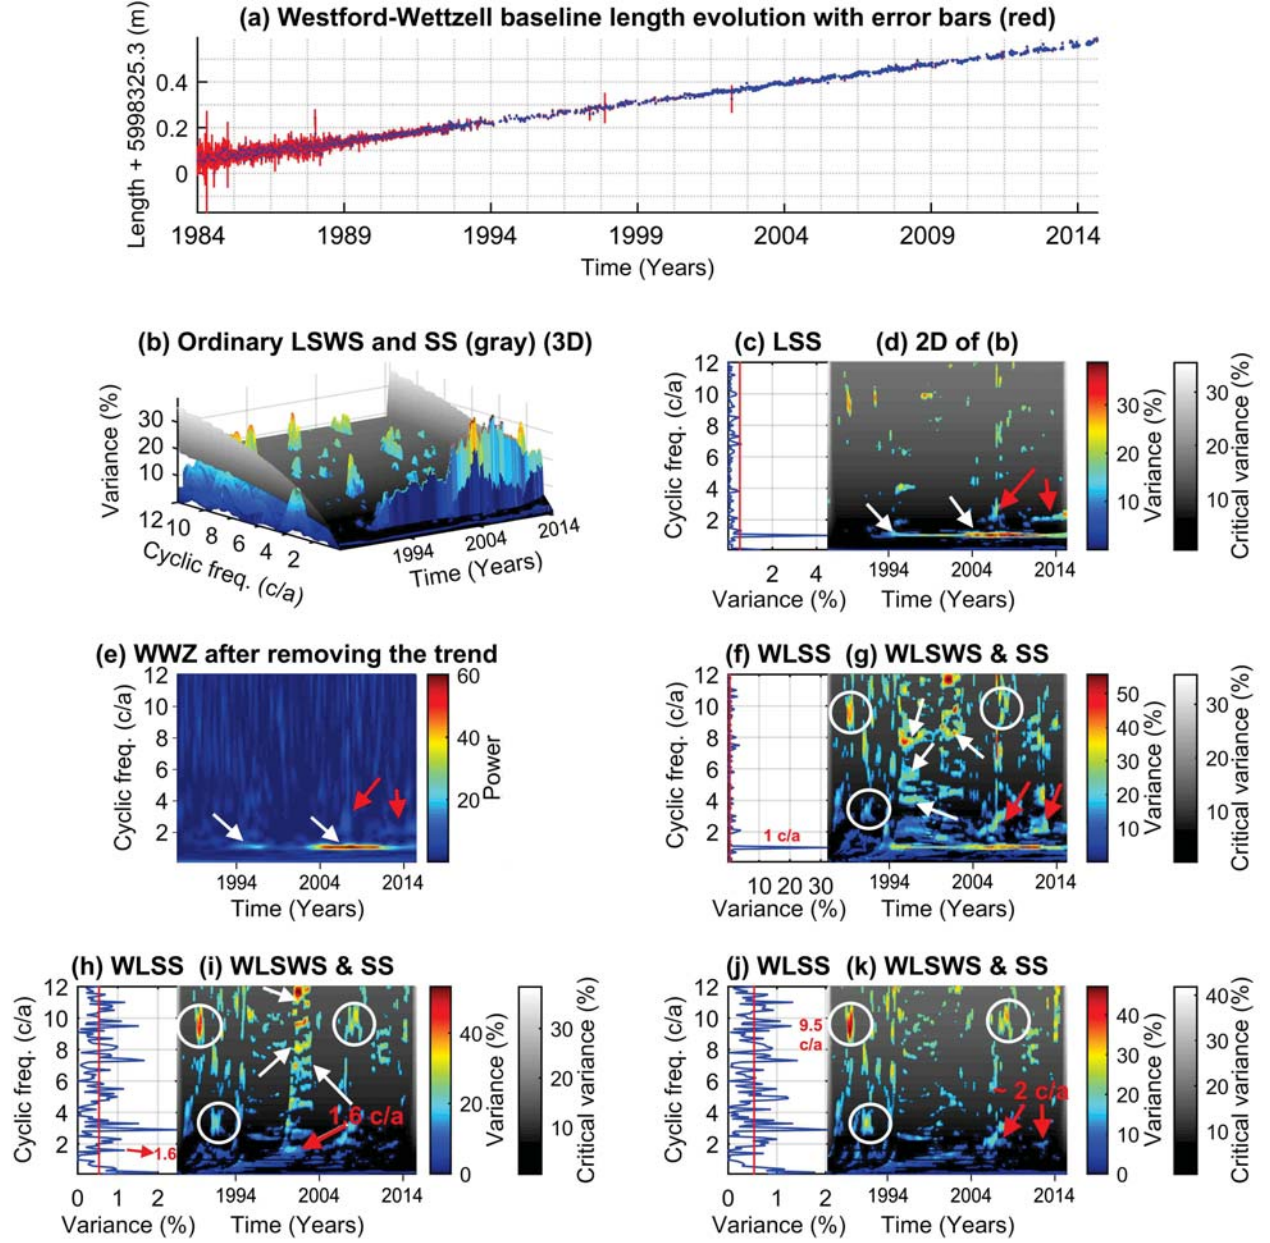 (a) Westford-Wettzell baseline length evolution with error bars (red)
Length + 5998325.3 (m)
0.4
0.2
0
1984 1989 1994 1999 2004 2009 2014
Time (Years)
(b) Ordinary LSWS and SS (gray) (3D)
Variance (%)
30
20
10
12 10 8 6 4 2
Cyclic freq. (c/a)
1994 2004 2014
Time (Years)
(c) LSS (d) 2D of (b)
Cyclic freq. (c/a)
12
10
8
6
4
2
2 4
Variance (%)
1994 2004 2014
Time (Years)
30
20
10
Variance (%)
30
20
10
Critical variance (%)
(e) WWZ after removing the trend
Cyclic freq. (c/a)
12
10
8
6
4
2
1994 2004 2014
Time (Years)
60
40
20
Power
(f) WLSS (g) WLSWS & SS
Cyclic freq. (c/a)
12
10
8
6
4
2
1 c/a
10 20 30
Variance (%)
1994 2004 2014
Time (Years)
50
40
30
20
10
Variance (%)
30
20
10
Critical variance (%)
(h) WLSS (i) WLSWS & SS
Cyclic freq. (c/a)
12
10
8
6
4
2
1.6
1.6 c/a
0 1 2
Variance (%)
1994 2004 2014
Time (Years)
40
20
0
Variance (%)
30
20
10
Critical variance (%)
(j) WLSS (k) WLSWS & SS
Cyclic freq. (c/a)
12
10
8
6
4
2
9.5
c/a
~ 2 c/a
0 1 2
Variance (%)
1994 2004 2014
Time (Years)
40
30
20
10
0
Variance (%)
40
30
20
10
Critical variance (%)